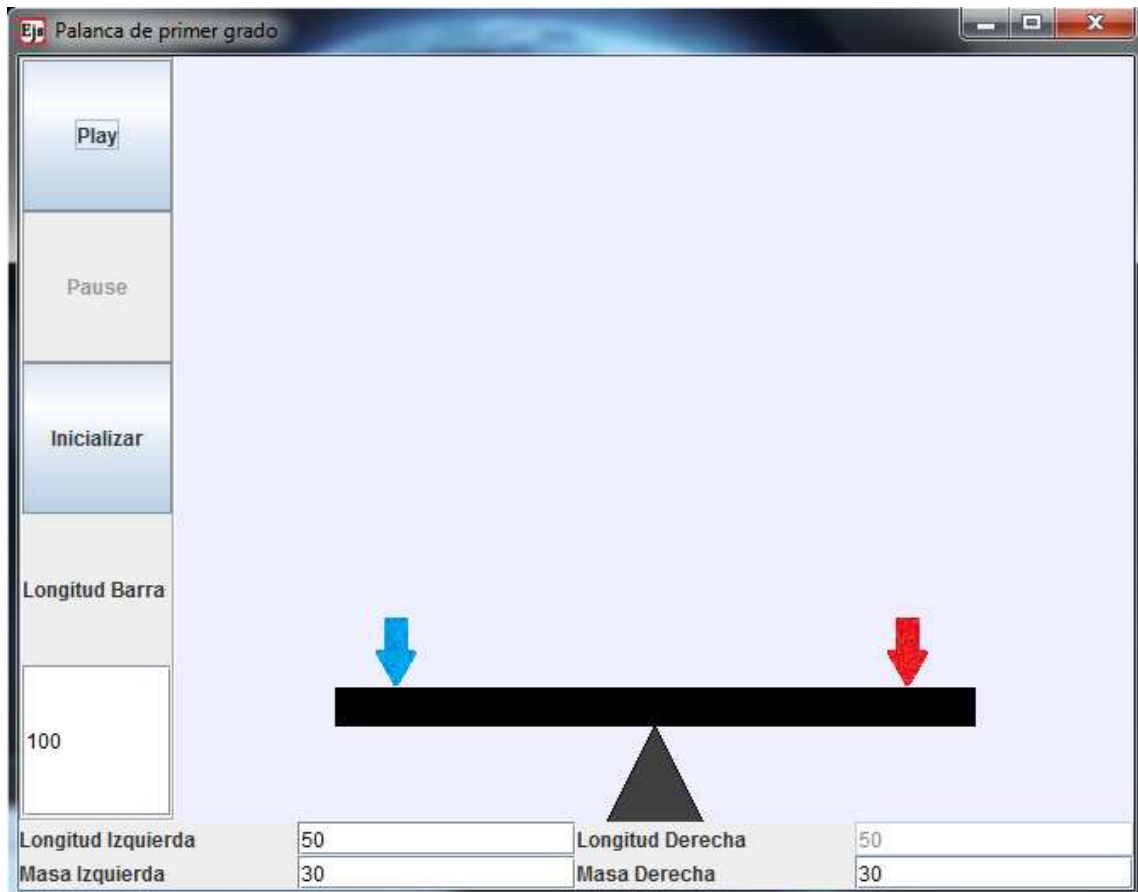 Ejs Palanca de primer grado
Play
Pause
Inicializar
Longitud Barra
100
Longitud Izquierda 50 Longitud Derecha 50
Masa Izquierda 30 Masa Derecha 30